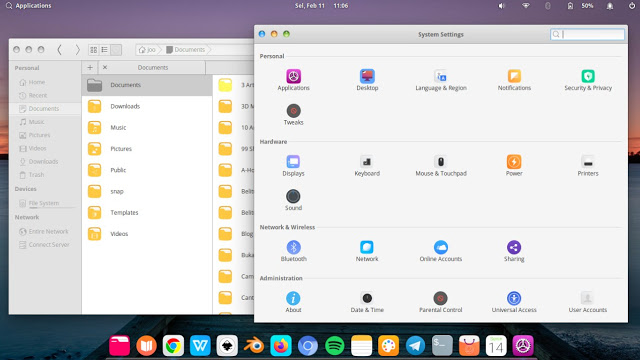 Applications
Sel, Feb 11 11:06
50%
System Settings
joo
Documents
Personal
Home
Recent
Documents
Music
Pictures
Videos
Downloads
Trash
Devices
File System
Network
Entire Network
Connect Server
Documents
Documents
Downloads
Music
Pictures
Public
snap
Templates
Videos
3 Art
3D M
10 A
99 S
A-Ho
Belit
Belit
Blog
Buka
Cam
Cant
Personal
Applications
Desktop
Language & Region
Notifications
Security & Privacy
Tweaks
Hardware
Displays
Keyboard
Mouse & Touchpad
Power
Printers
Sound
Network & Wireless
Bluetooth
Network
Online Accounts
Sharing
Administration
About
Date & Time
Parental Control
Universal Access
User Accounts
W
$_
14